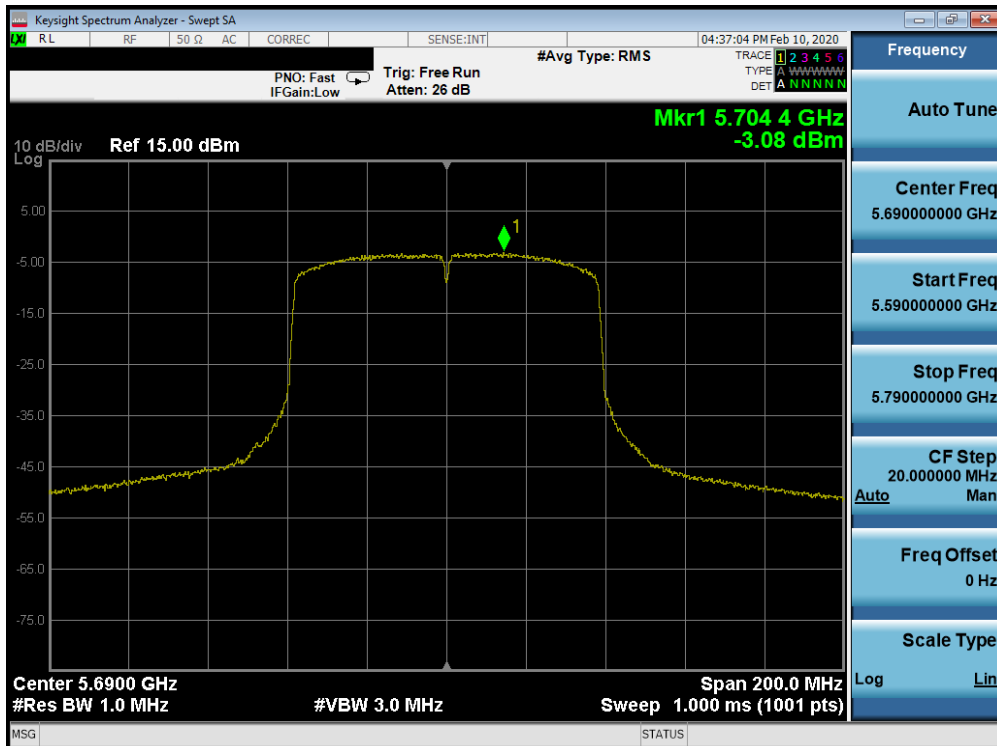 Keysight Spectrum Analyzer - Swept SA
LXI RL RF 50 Ω AC CORREC SENSE:INT 04:37:04 PM Feb 10, 2020
#Avg Type: RMS TRACE 1 2 3 4 5 6
PNO: Fast Trig: Free Run TYPE A WWWWW
IFGain:Low Atten: 26 dB DET A N N N N N
Mkr1 5.704 4 GHz
-3.08 dBm
10 dB/div Ref 15.00 dBm
Log
5.00
1
-5.00
-15.0
-25.0
-35.0
-45.0
-55.0
-65.0
-75.0
Center 5.6900 GHz Span 200.0 MHz
#Res BW 1.0 MHz #VBW 3.0 MHz Sweep 1.000 ms (1001 pts)
MSG STATUS
Frequency
Auto Tune
Center Freq
5.690000000 GHz
Start Freq
5.590000000 GHz
Stop Freq
5.790000000 GHz
CF Step
20.000000 MHz
Auto Man
Freq Offset
0 Hz
Scale Type
Log Lin